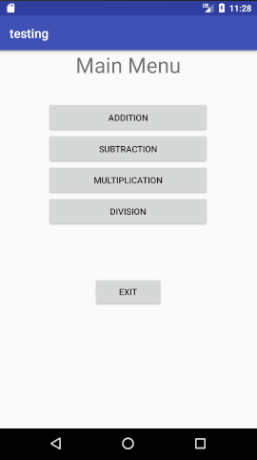 11:28
testing
Main Menu
ADDITION
SUBTRACTION
MULTIPLICATION
DIVISION
EXIT